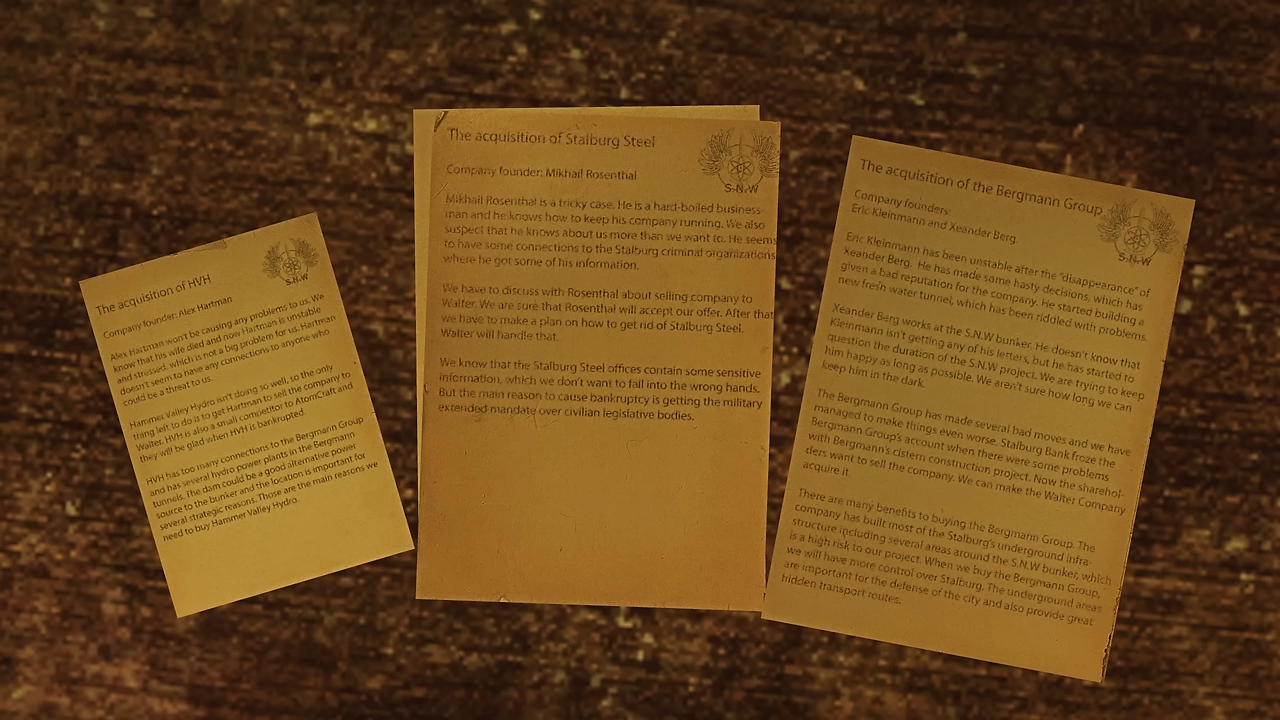 The acquisition of HVH
S.N.W
Company founder: Alex Hartman
Alex Hartman won't be causing any problems to us. We
know that his wife died and now Hartman is unstable
and stressed, which is not a big problem for us. Hartman
doesn't seem to have any connections to anyone who
could be a threat to us.
Hammer Valley Hydro isn't doing so well, so the only
thing left to do is to get Hartman to sell the company to
Walter. HVH is also a small competitor to AtomCraft and
they will be glad when HVH is bankrupted.
HVH has too many connections to the Bergmann Group
and has several hydro power plants in the Bergmann
tunnels. The dam could be a good alternative power
source to the bunker and the location is important for
several strategic reasons. Those are the main reasons we
need to buy Hammer Valley Hydro.
The acquisition of Stalburg Steel
S.N.W
Company founder: Mikhail Rosenthal
Mikhail Rosenthal is a tricky case. He is a hard-boiled business-
man and he knows how to keep his company running. We also
suspect that he knows about us more than we want to. He seems
to have some connections to the Stalburg criminal organizations
where he got some of his information.
We have to discuss with Rosenthal about selling company to
Walter. We are sure that Rosenthal will accept our offer. After that
we have to make a plan on how to get rid of Stalburg Steel.
Walter will handle that.
We know that the Stalburg Steel offices contain some sensitive
information, which we don't want to fall into the wrong hands.
But the main reason to cause bankruptcy is getting the military
extended mandate over civilian legislative bodies.
The acquisition of the Bergmann Group
S.N.W
Company founders:
Eric Kleinmann and Xeander Berg.
Eric Kleinmann has been unstable after the "disappearance" of
Xeander Berg. He has made some hasty decisions, which has
given a bad reputation for the company. He started building a
new fresh water tunnel, which has been riddled with problems.
Xeander Berg works at the S.N.W bunker. He doesn't know that
Kleinmann isn't getting any of his letters, but he has started to
question the duration of the S.N.W project. We are trying to keep
him happy as long as possible. We aren't sure how long we can
keep him in the dark.
The Bergmann Group has made several bad moves and we have
managed to make things even worse. Stalburg Bank froze the
Bergmann Group's account when there were some problems
with Bergmann's cistern construction project. Now the sharehol-
ders want to sell the company. We can make the Walter Company
acquire it.
There are many benefits to buying the Bergmann Group. The
company has built most of the Stalburg's underground infra-
structure including several areas around the S.N.W bunker, which
is a high risk to our project. When we buy the Bergmann Group,
we will have more control over Stalburg. The underground areas
are important for the defense of the city and also provide great
hidden transport routes.